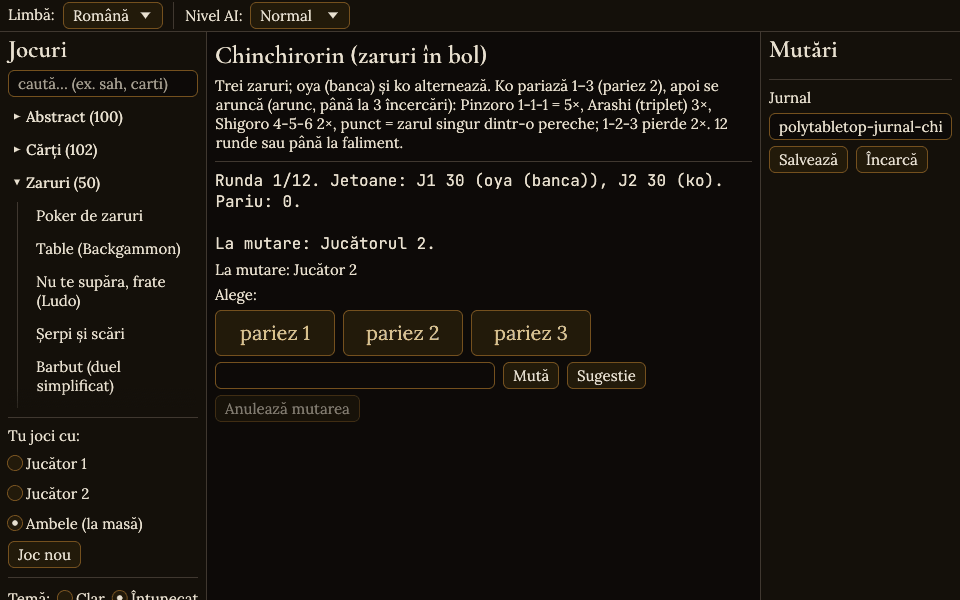 Limbă: Română ▼ Nivel AI: Normal ▼
Jocuri
caută... (ex. sah, carti)
▸ Abstract (100)
▸ Cărți (102)
▾ Zaruri (50)
Poker de zaruri
Table (Backgammon)
Nu te supăra, frate
(Ludo)
Șerpi și scări
Barbut (duel
simplificat)
Tu joci cu:
Jucător 1
Jucător 2
Ambele (la masă)
Joc nou
Temă: Clar Întunecat
Chinchirorin (zaruri în bol)
Trei zaruri; oya (banca) și ko alternează. Ko pariază 1–3 (pariez 2), apoi se
aruncă (arunc, până la 3 încercări): Pinzoro 1-1-1 = 5×, Arashi (triplet) 3×,
Shigoro 4-5-6 2×, punct = zarul singur dintr-o pereche; 1-2-3 pierde 2×. 12
runde sau până la faliment.
Runda 1/12. Jetoane: J1 30 (oya (banca)), J2 30 (ko).
Pariu: 0.
La mutare: Jucătorul 2.
La mutare: Jucător 2
Alege:
pariez 1 pariez 2 pariez 3
Mută Sugestie
Anulează mutarea
Mutări
Jurnal
polytabletop-jurnal-chi
Salvează Încarcă